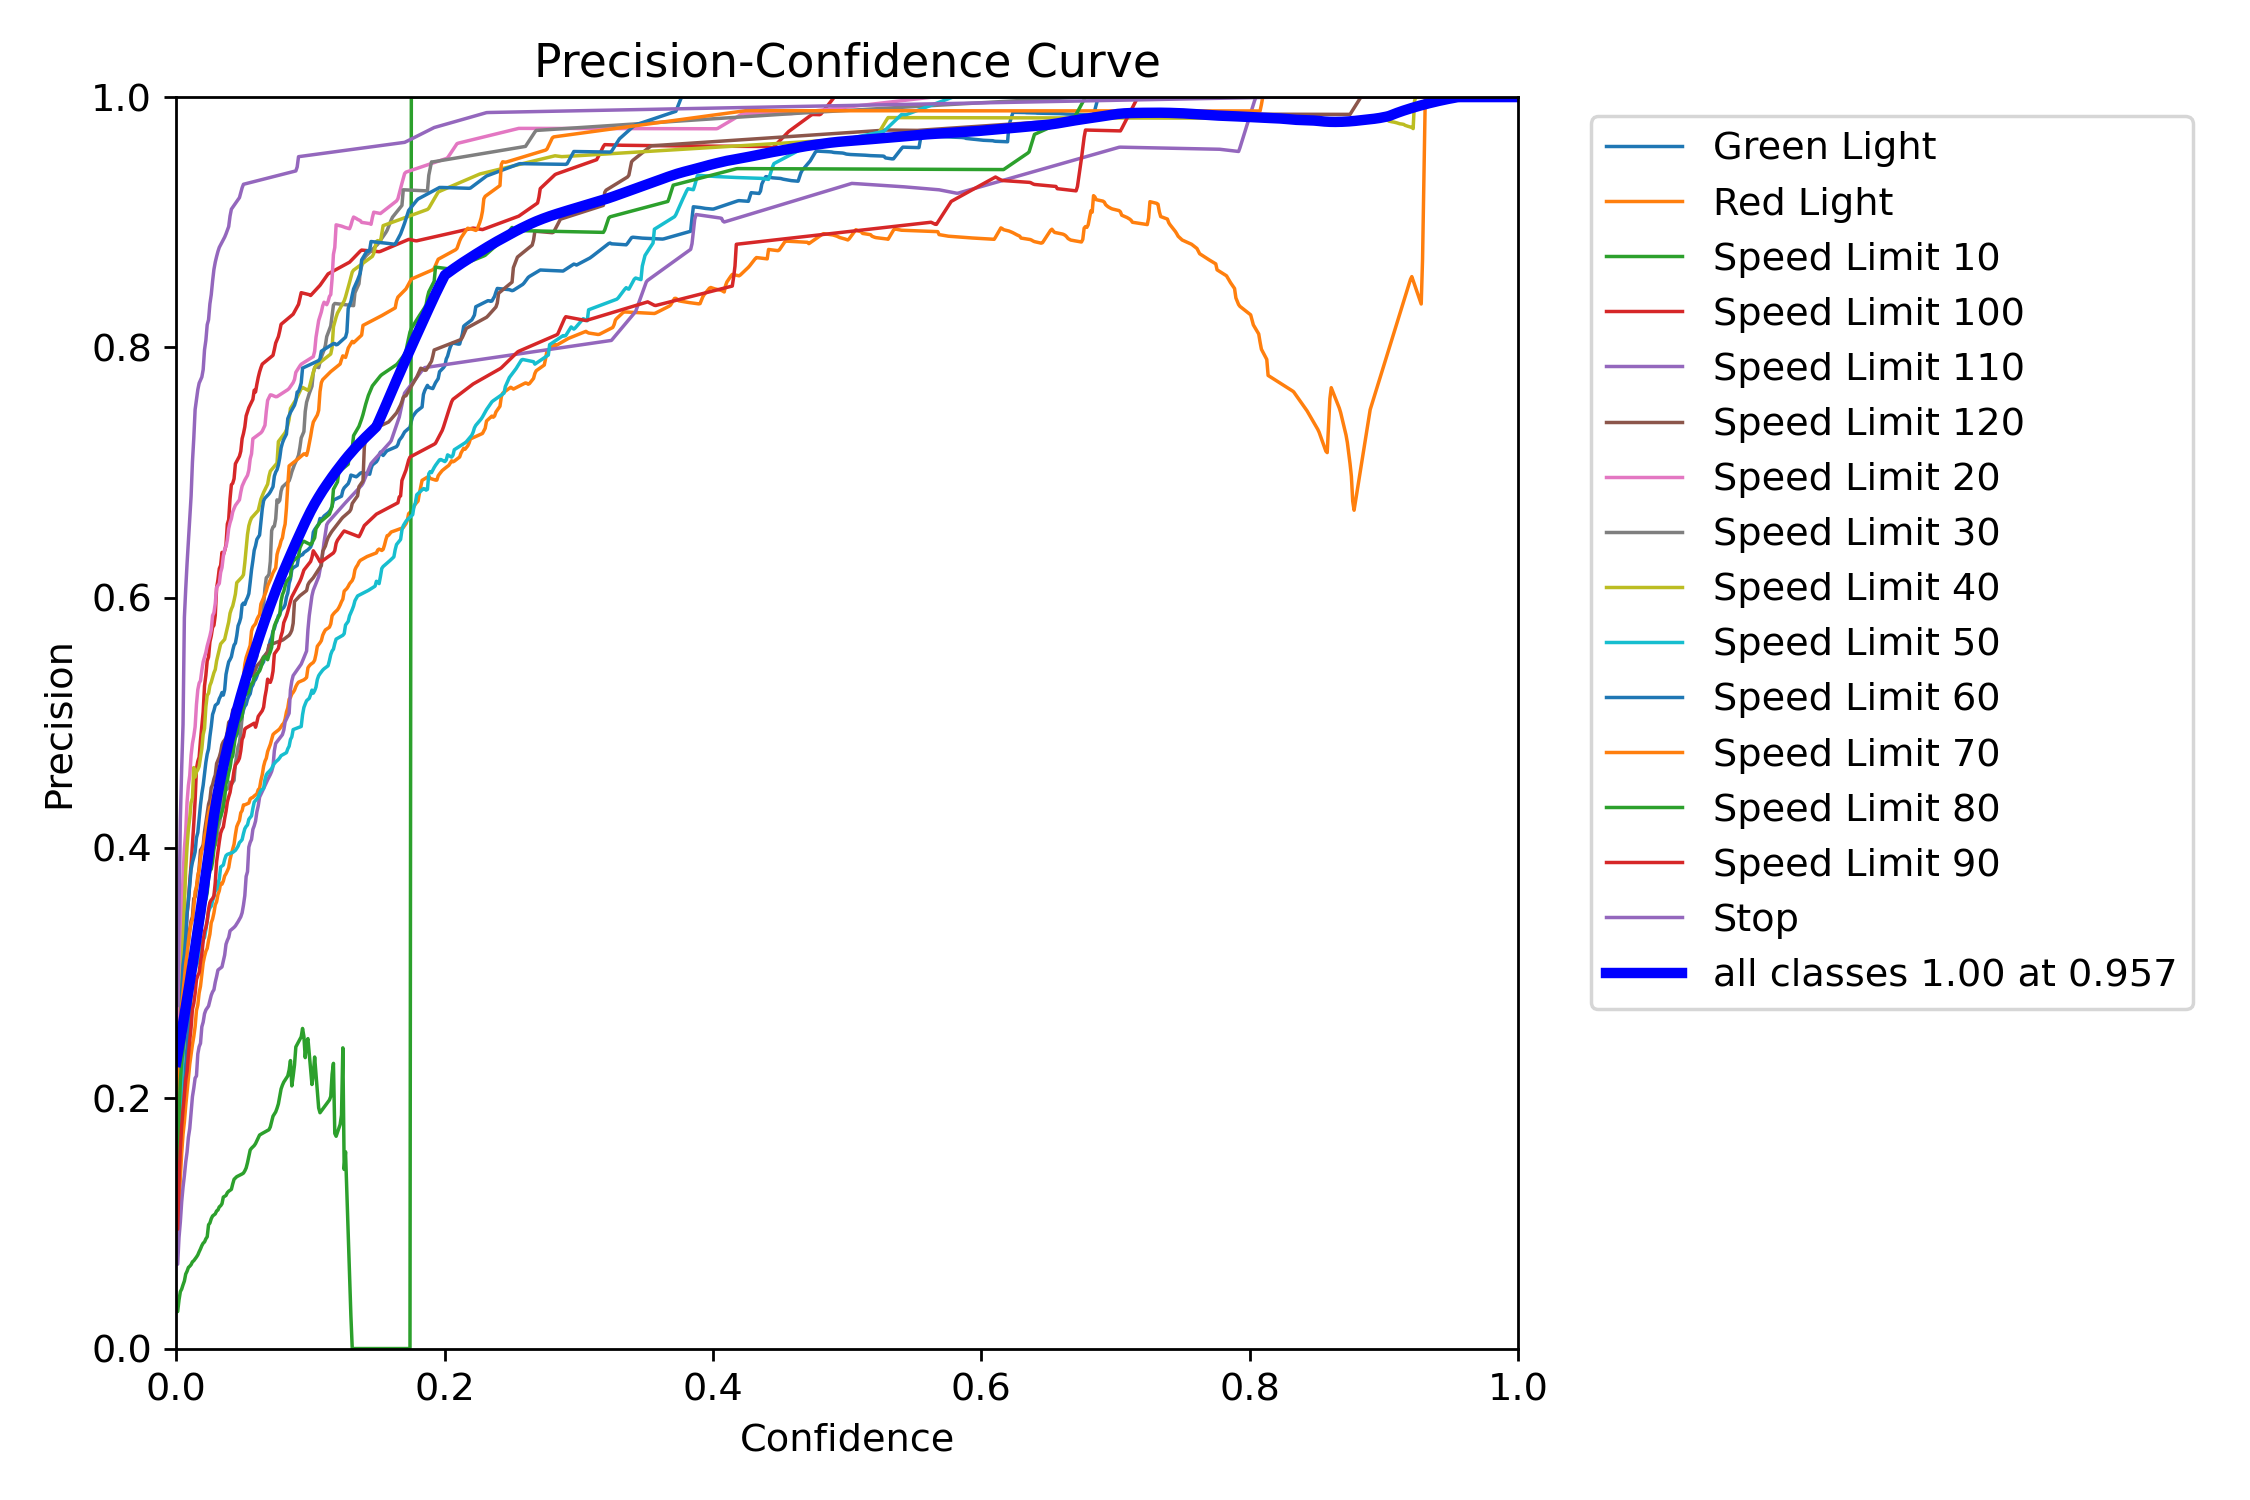 Precision-Confidence Curve
1.0
0.8
0.6
0.4
0.2
0.0
Precision
0.0 0.2 0.4 0.6 0.8 1.0
Confidence
Green Light
Red Light
Speed Limit 10
Speed Limit 100
Speed Limit 110
Speed Limit 120
Speed Limit 20
Speed Limit 30
Speed Limit 40
Speed Limit 50
Speed Limit 60
Speed Limit 70
Speed Limit 80
Speed Limit 90
Stop
all classes 1.00 at 0.957